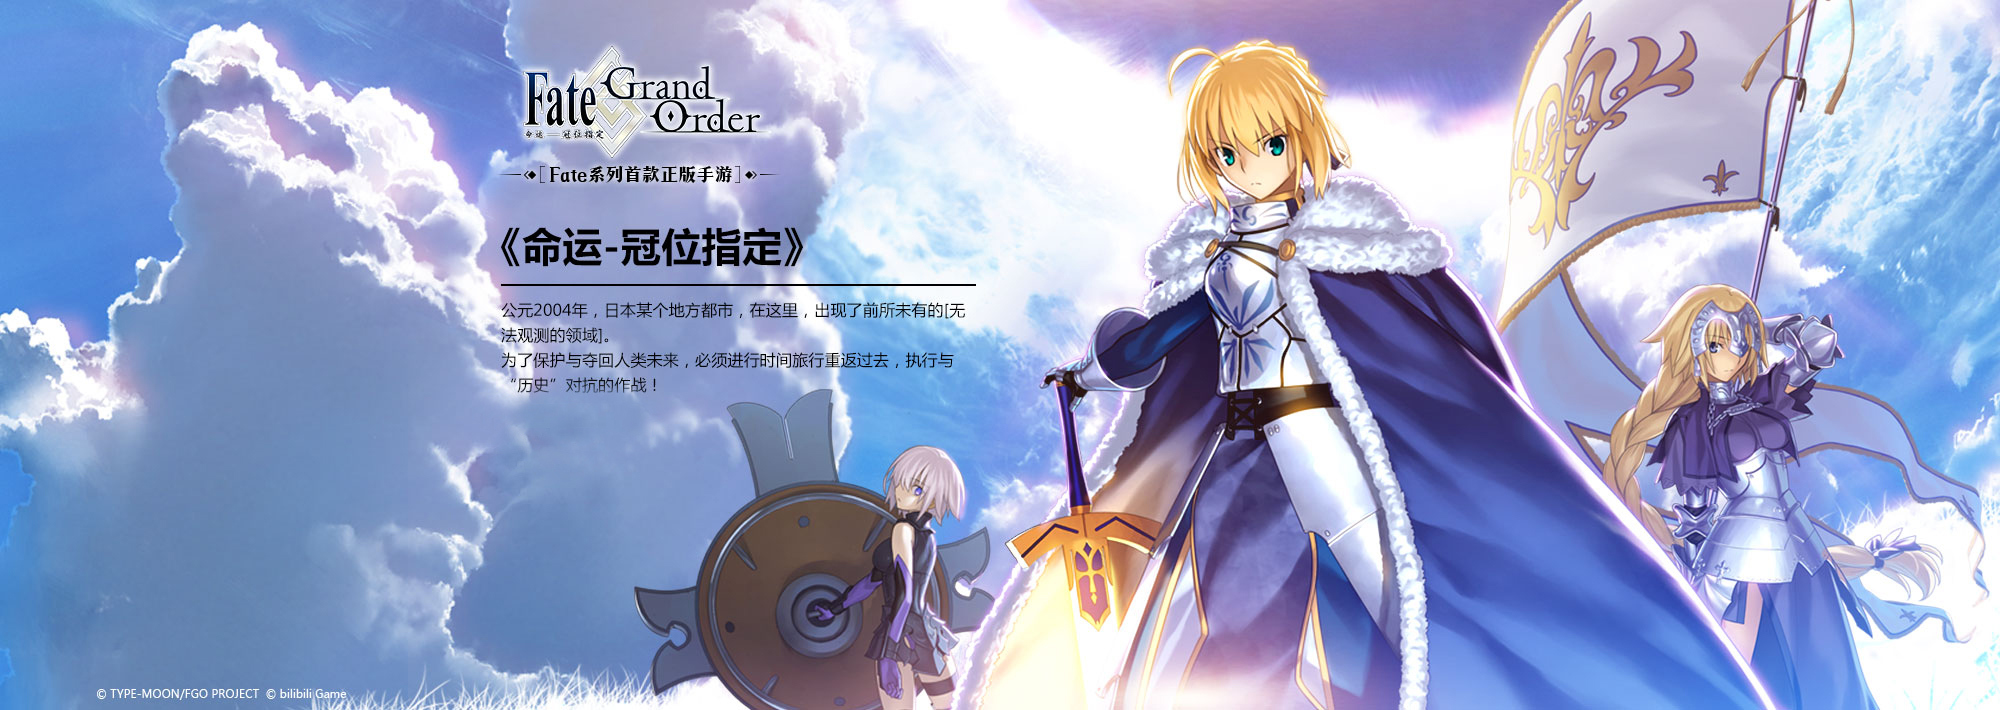 Fate Grand Order
命运——冠位指定
[Fate系列首款正版手游]
《命运-冠位指定》
公元2004年，日本某个地方都市，在这里，出现了前所未有的[无
法观测的领域]。
为了保护与夺回人类未来，必须进行时间旅行重返过去，执行与
“历史”对抗的作战！
© TYPE-MOON/FGO PROJECT © bilibili Game